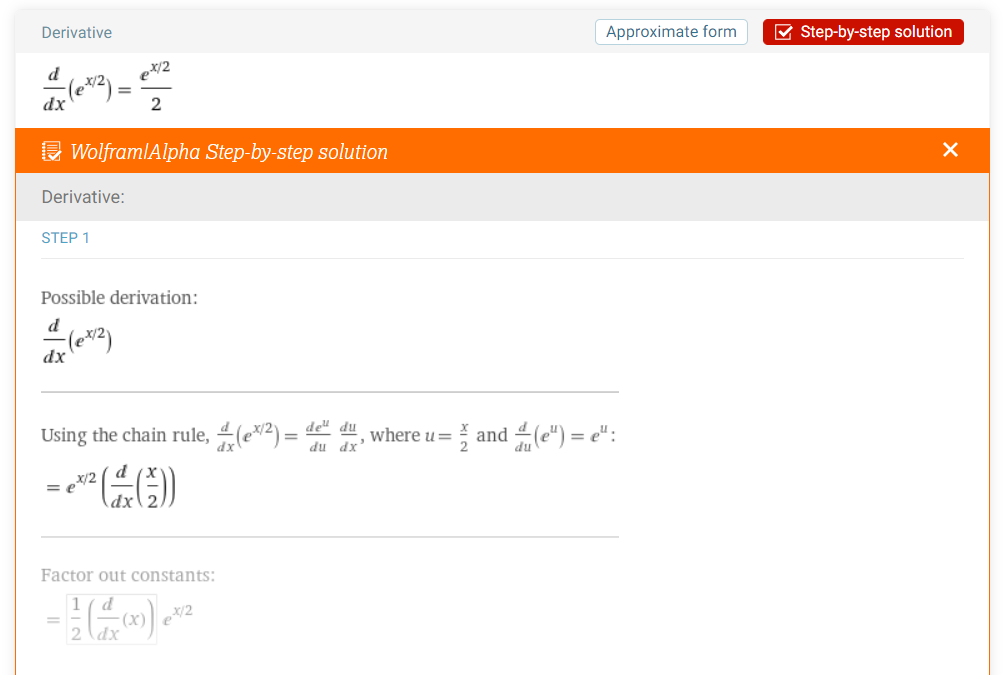 Derivative
Approximate form
Step-by-step solution
d/dx (e^(x/2)) = e^(x/2)/2
Wolfram|Alpha Step-by-step solution
Derivative:
STEP 1
Possible derivation:
d/dx (e^(x/2))
Using the chain rule, d/dx (e^(x/2)) = de^u/du du/dx, where u = x/2 and d/du (e^u) = e^u:
= e^(x/2) (d/dx (x/2))
Factor out constants:
= 1/2 (d/dx (x)) e^(x/2)